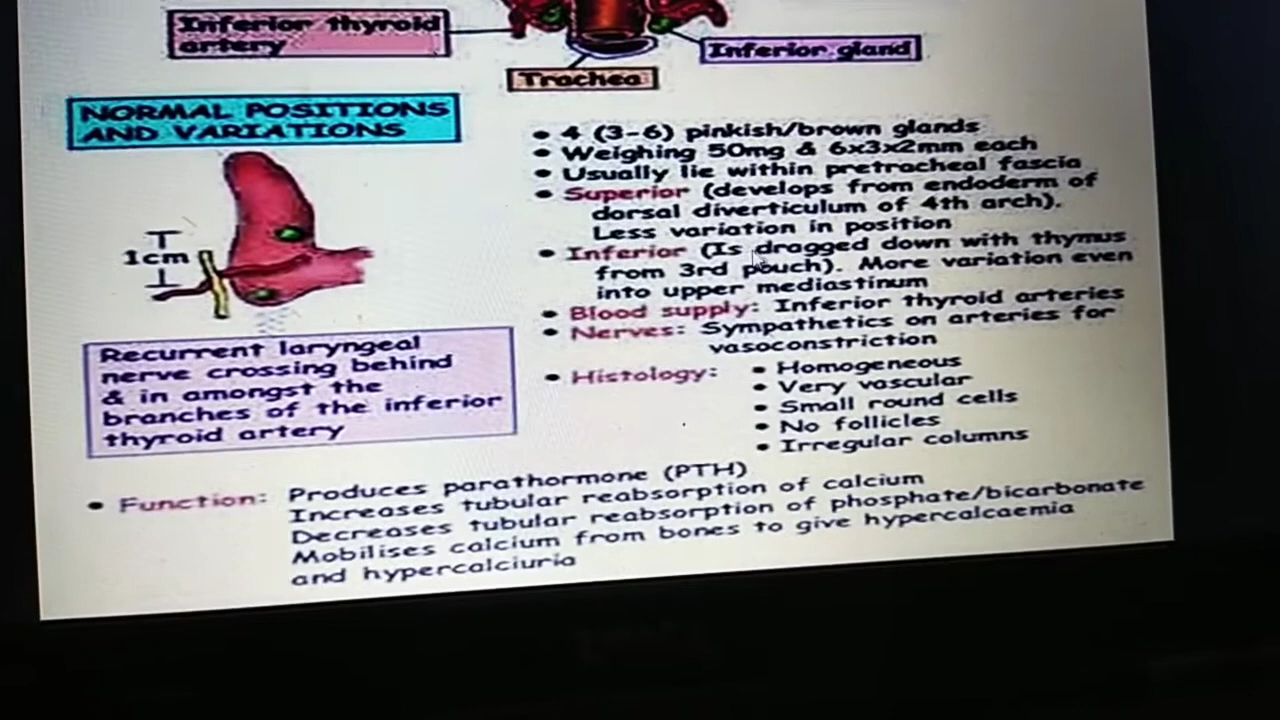 Inferior thyroid
artery
Inferior gland
Trachea
NORMAL POSITIONS
AND VARIATIONS
1cm
Recurrent laryngeal
nerve crossing behind
& in amongst the
branches of the inferior
thyroid artery
• 4 (3-6) pinkish/brown glands
• Weighing 50mg & 6x3x2mm each
• Usually lie within pretracheal fascia
• Superior (develops from endoderm of
dorsal diverticulum of 4th arch).
Less variation in position
• Inferior (Is dragged down with thymus
from 3rd pouch). More variation even
into upper mediastinum
• Blood supply: Inferior thyroid arteries
• Nerves: Sympathetics on arteries for
vasoconstriction
• Histology: • Homogeneous
• Very vascular
• Small round cells
• No follicles
• Irregular columns
• Function: Produces parathormone (PTH)
Increases tubular reabsorption of calcium
Decreases tubular reabsorption of phosphate/bicarbonate
Mobilises calcium from bones to give hypercalcaemia
and hypercalciuria